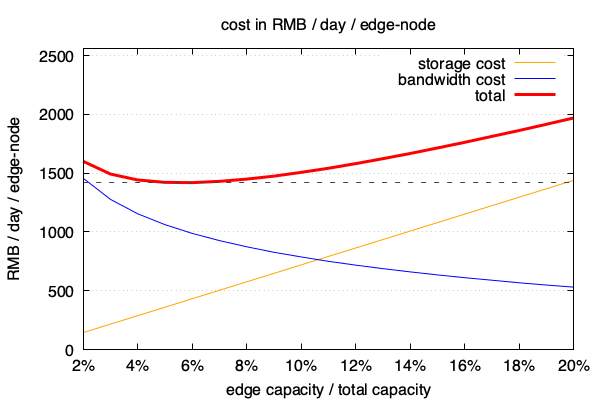 cost in RMB / day / edge-node
storage cost
bandwidth cost
total
RMB / day / edge-node
2500
2000
1500
1000
500
0
2% 4% 6% 8% 10% 12% 14% 16% 18% 20%
edge capacity / total capacity